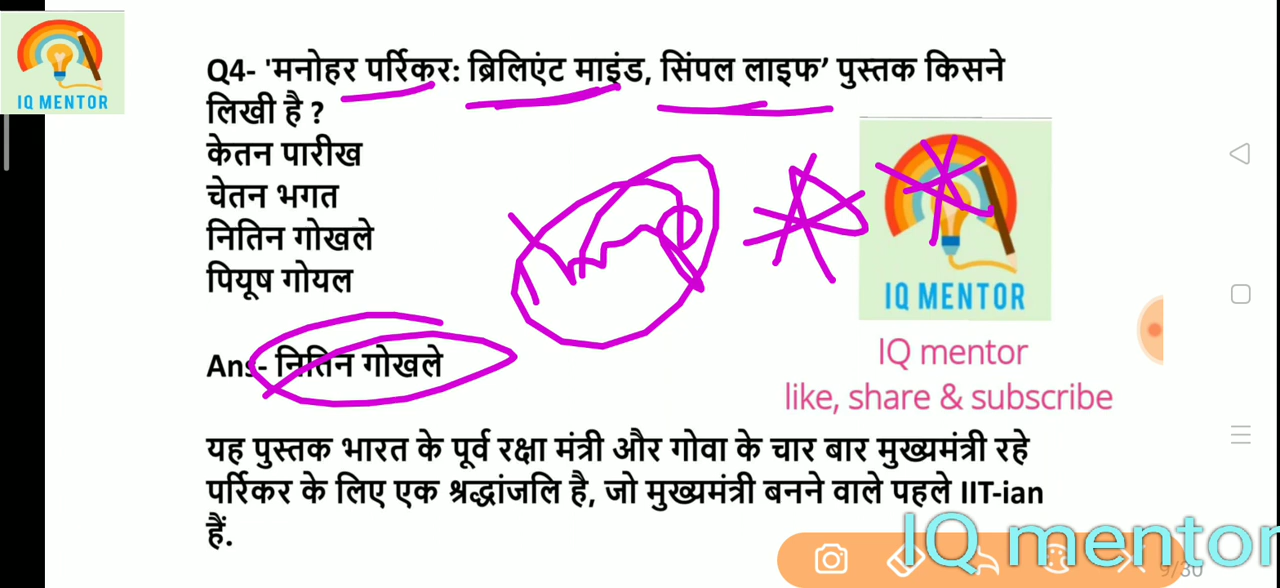 IQ MENTOR
Q4- 'मनोहर पर्रिकर: ब्रिलिएंट माइंड, सिंपल लाइफ’ पुस्तक किसने
लिखी है ?
केतन पारीख
चेतन भगत
नितिन गोखले
पियूष गोयल
IQ MENTOR
Ans- नितिन गोखले
IQ mentor
like, share & subscribe
यह पुस्तक भारत के पूर्व रक्षा मंत्री और गोवा के चार बार मुख्यमंत्री रहे
पर्रिकर के लिए एक श्रद्धांजलि है, जो मुख्यमंत्री बनने वाले पहले IIT-ian
हैं.
IQ mentor
9/30